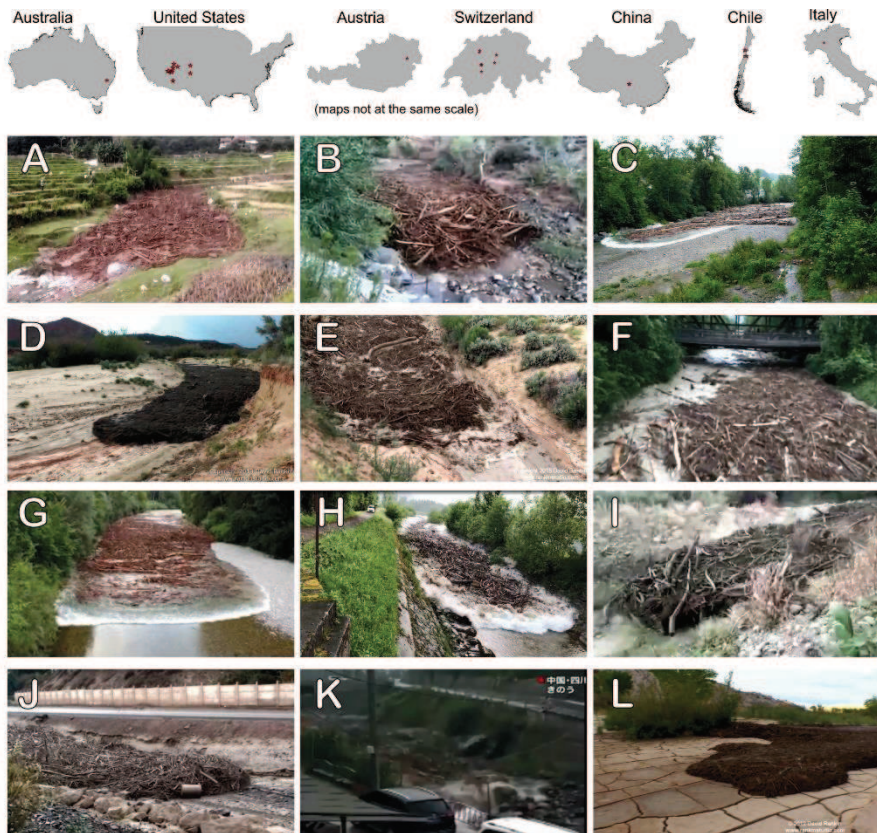 Australia
United States
Austria
Switzerland
China
Chile
Italy
(maps not at the same scale)
A
B
C
D
E
F
G
H
I
J
K
中国・四川
きのう
L